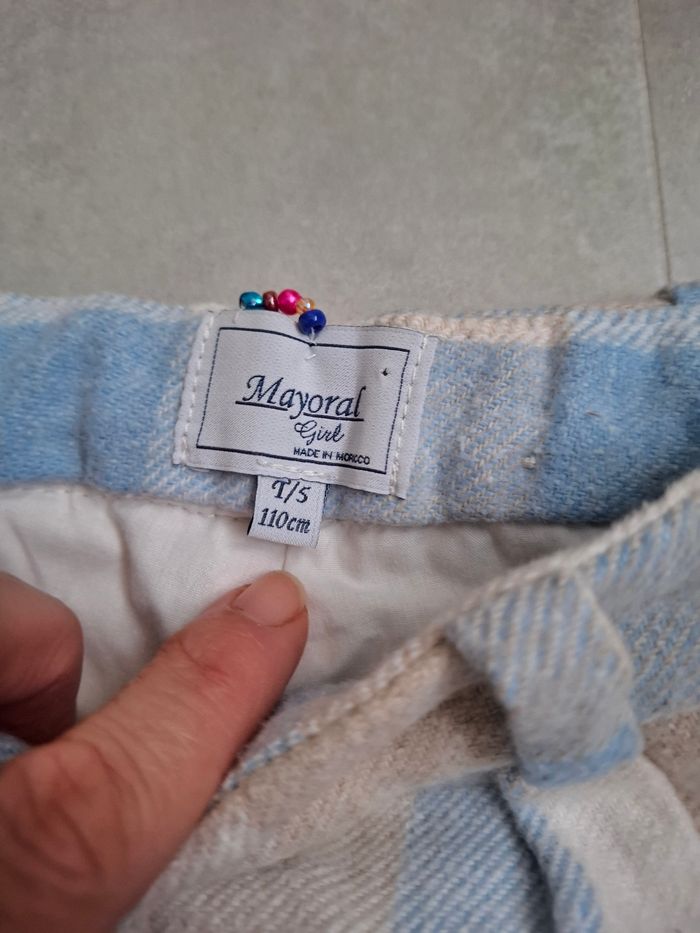 Mayoral
Girl
MADE IN MOROCCO
T/5
110cm